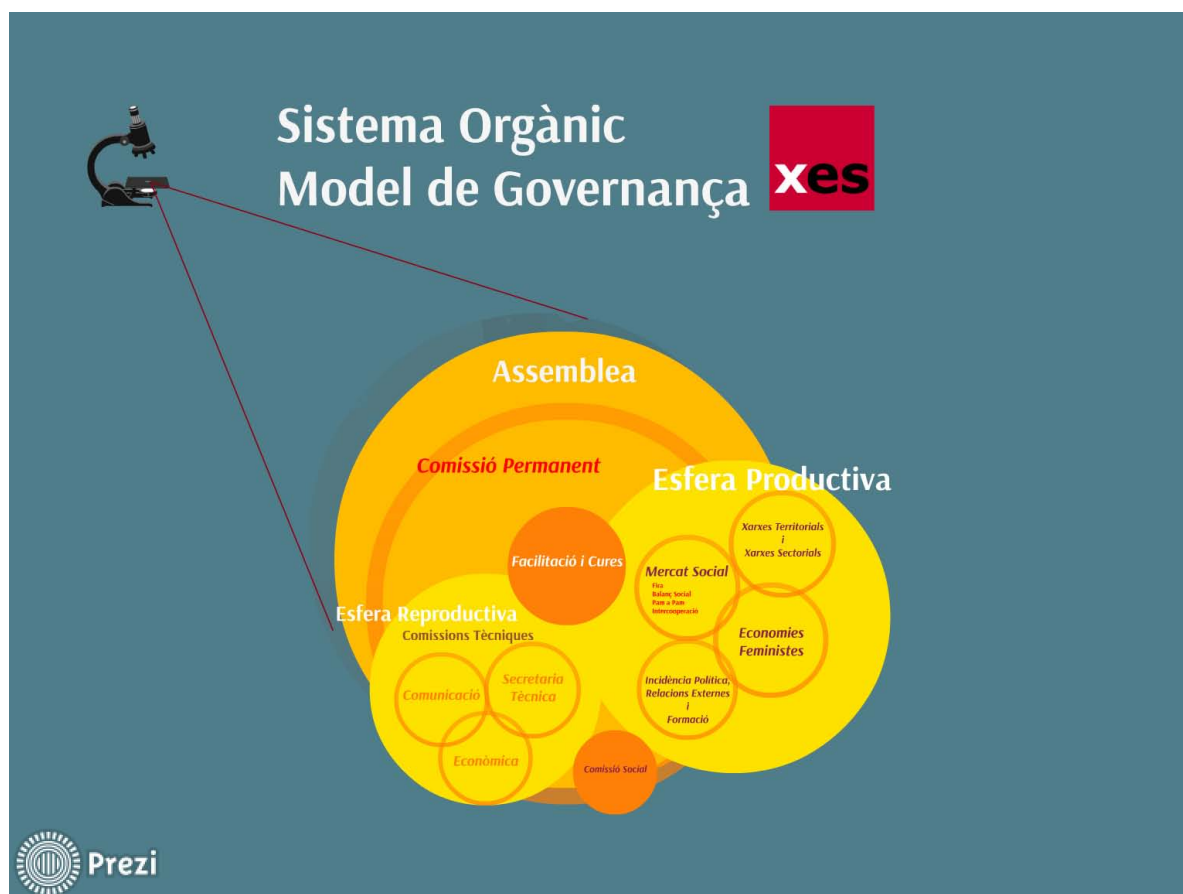 Sistema Orgànic
Model de Governança
xes
Assemblea
Comissió Permanent
Esfera Productiva
Xarxes Territorials
i
Xarxes Sectorials
Facilitació i Cures
Mercat Social
Fira
Balanç Social
Pam a Pam
Intercooperació
Esfera Reproductiva
Comissions Tècniques
Economies
Feministes
Comunicació
Secretaria
Tècnica
Incidència Política,
Relacions Externes
i
Formació
Econòmica
Comissió Social
Prezi